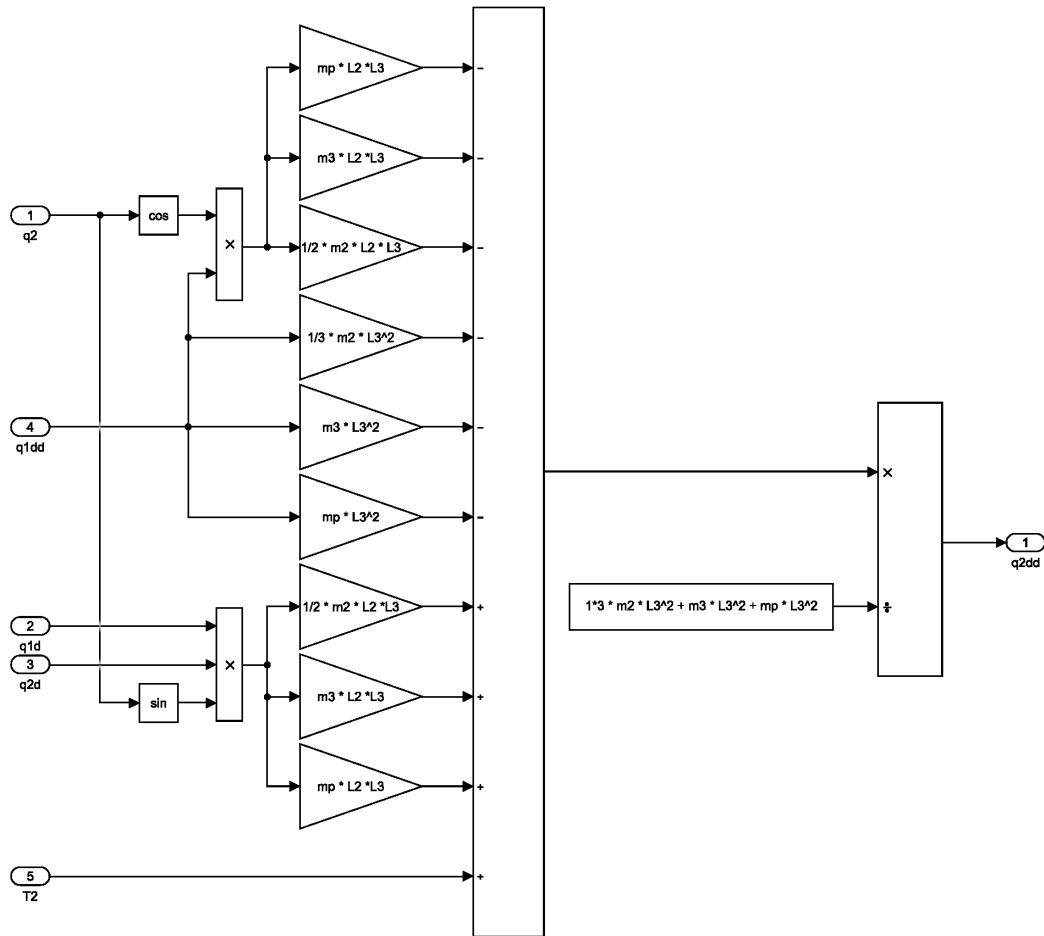 mp * L2 *L3
−
m3 * L2 *L3
−
1
q2
cos
×
1/2 * m2 * L2 * L3
−
1/3 * m2 * L3^2
−
4
q1dd
m3 * L3^2
−
×
mp * L3^2
−
1
q2dd
1/2 * m2 * L2 *L3
+
1*3 * m2 * L3^2 + m3 * L3^2 + mp * L3^2
÷
2
q1d
3
q2d
×
sin
m3 * L2 *L3
+
mp * L2 *L3
+
5
T2
+